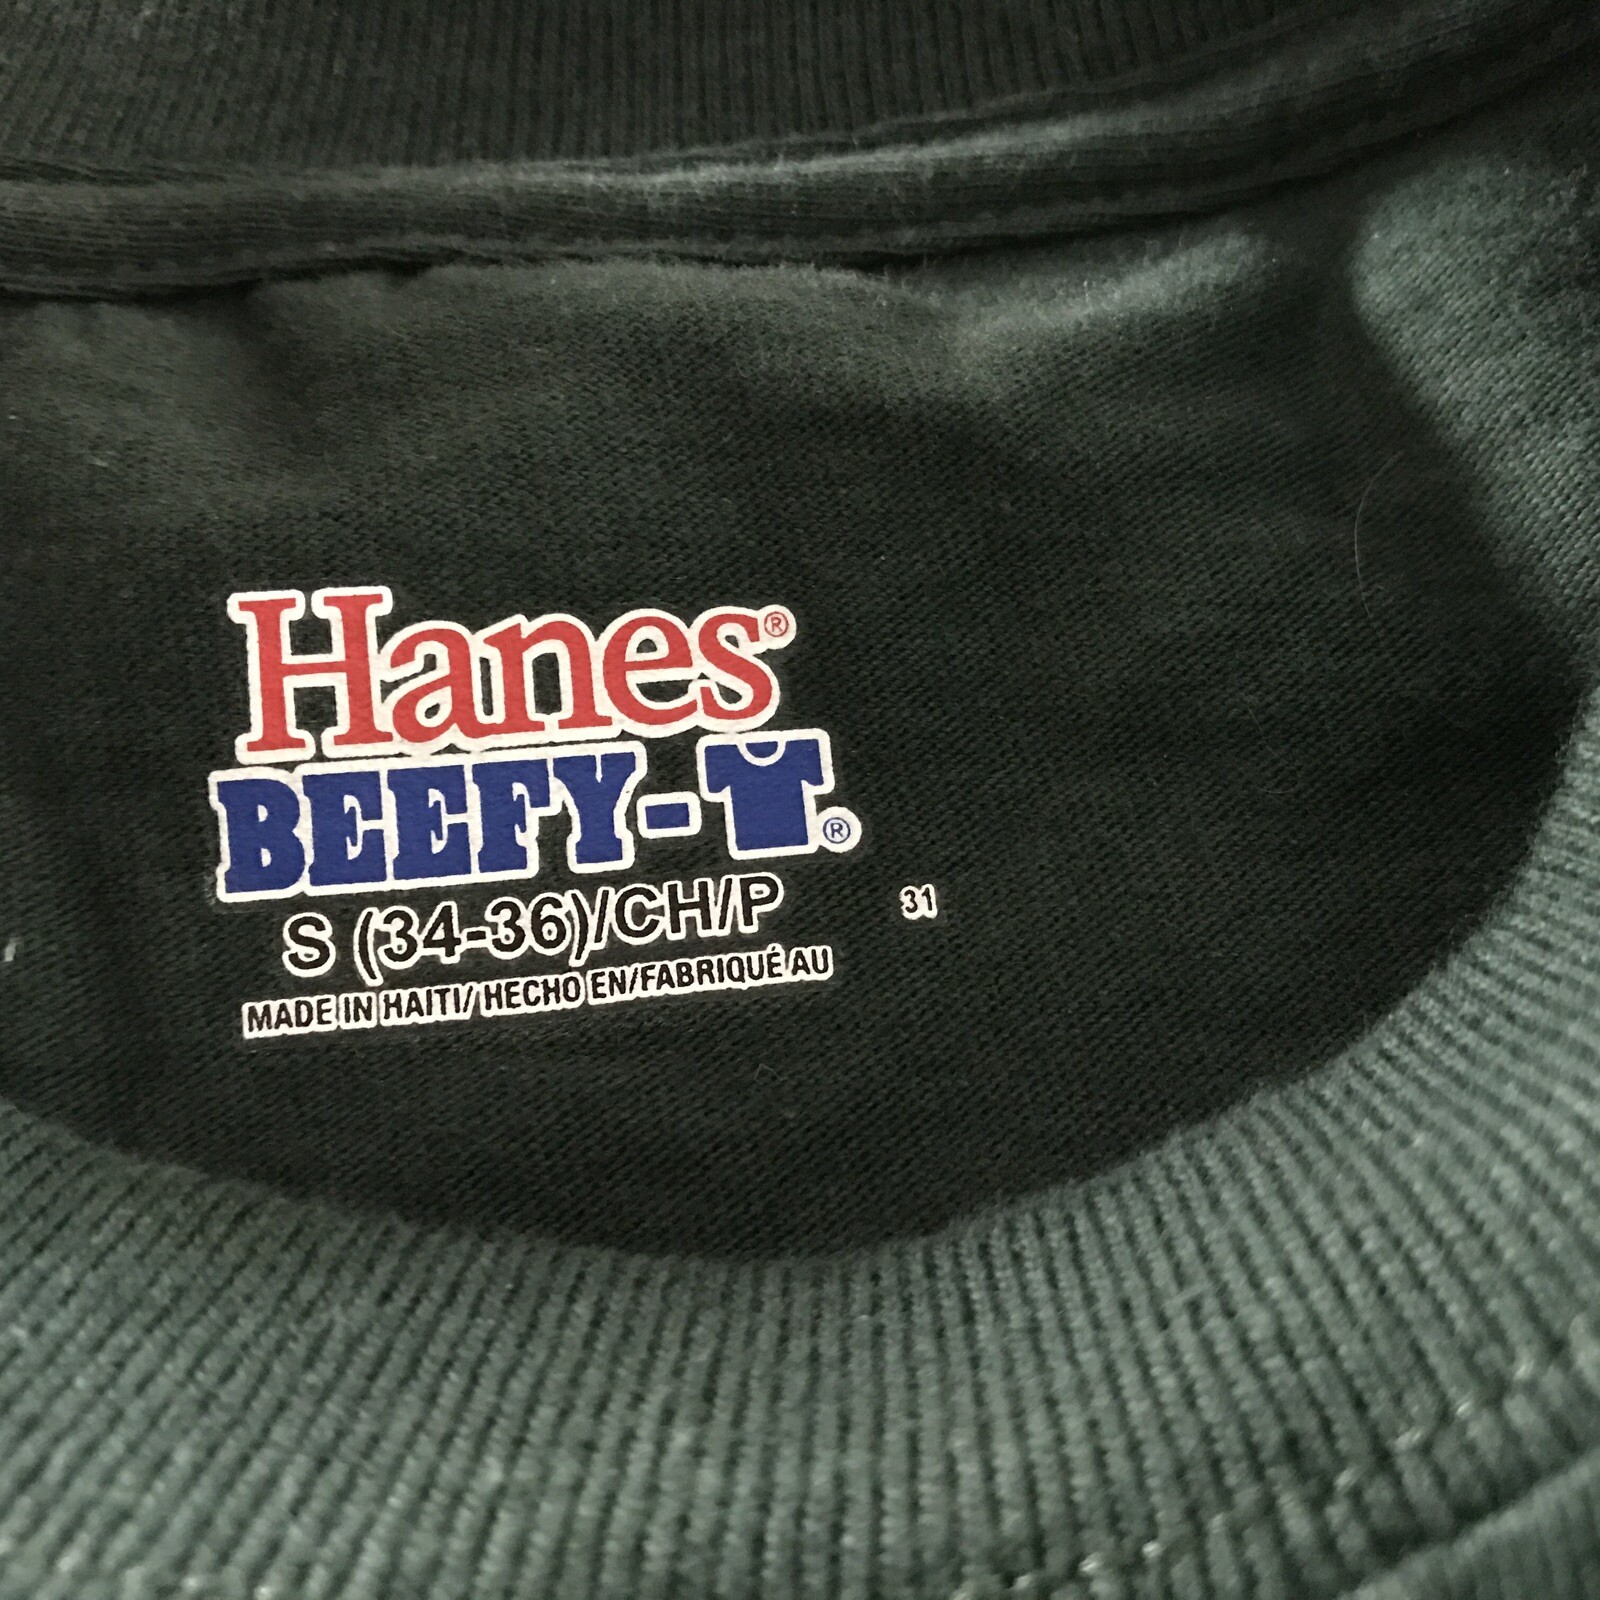 Hanes®
BEEFY-T®
S (34-36)/CH/P
31
MADE IN HAITI/ HECHO EN/FABRIQUÉ AU